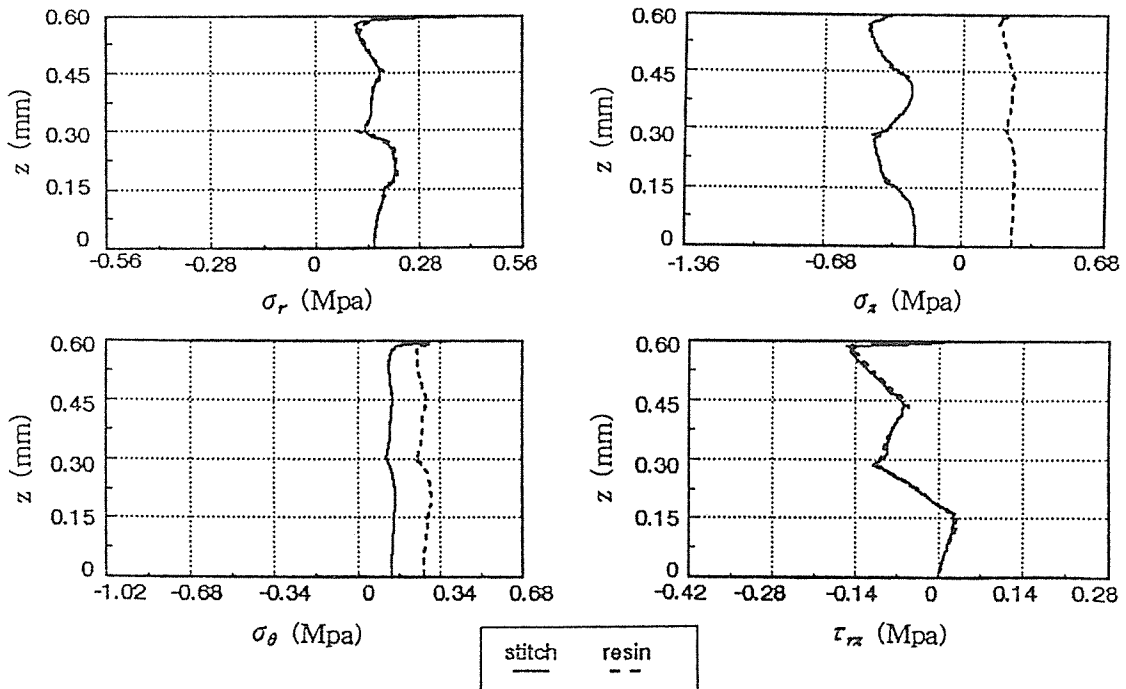 0.60
0.45
0.30
0.15
0
z (mm)
-0.56 -0.28 0 0.28 0.56
σr (Mpa)
0.60
0.45
0.30
0.15
0
z (mm)
-1.36 -0.68 0 0.68
σz (Mpa)
0.60
0.45
0.30
0.15
0
z (mm)
-1.02 -0.68 -0.34 0 0.34 0.68
σθ (Mpa)
0.60
0.45
0.30
0.15
0
z (mm)
-0.42 -0.28 -0.14 0 0.14 0.28
τrz (Mpa)
stitch resin